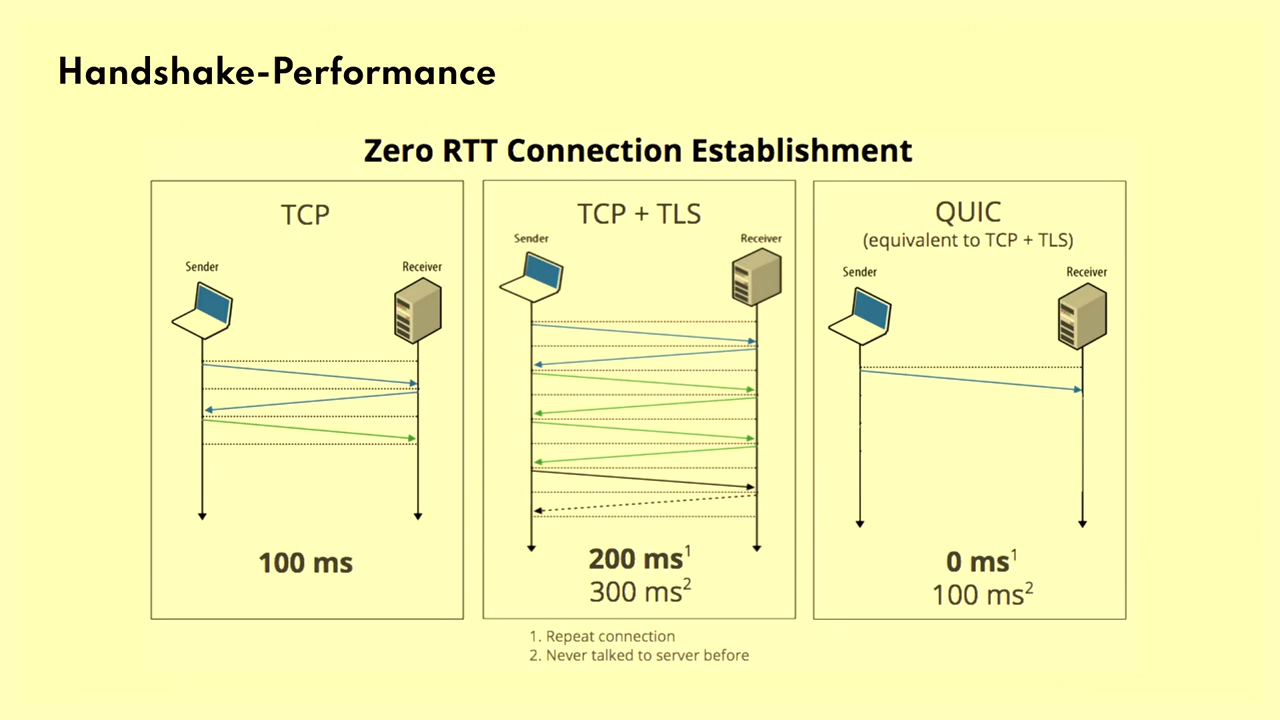 Handshake-Performance
Zero RTT Connection Establishment
TCP
Sender
Receiver
100 ms
TCP + TLS
Sender
Receiver
200 ms¹
300 ms²
QUIC
(equivalent to TCP + TLS)
Sender
Receiver
0 ms¹
100 ms²
1. Repeat connection
2. Never talked to server before